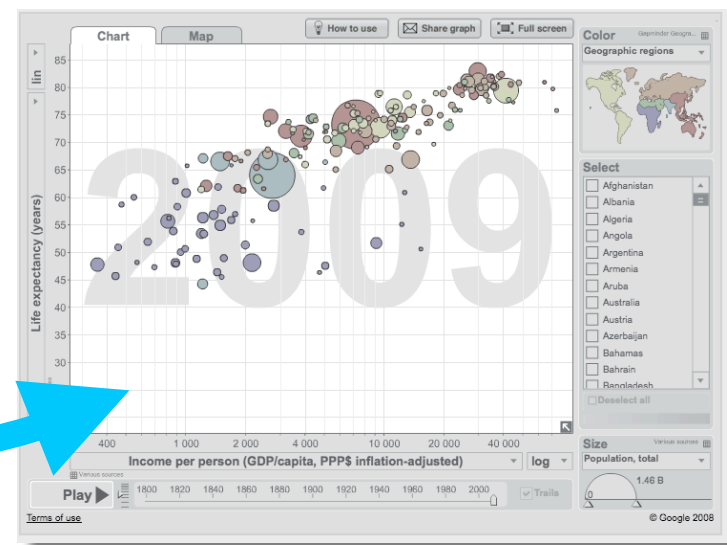 Chart Map How to use Share graph Full screen
Color Gapminder Geogra...
Geographic regions
Select
Afghanistan
Albania
Algeria
Angola
Argentina
Armenia
Aruba
Australia
Austria
Azerbaijan
Bahamas
Bahrain
Bangladesh
Deselect all
Size Various sources
Population, total
1.46 B
0
lin
Life expectancy (years)
85
80
75
70
65
60
55
50
45
40
35
30
2009
400 1 000 2 000 4 000 10 000 20 000 40 000
Income per person (GDP/capita, PPP$ inflation-adjusted) log
Various sources
Play 1800 1820 1840 1860 1880 1900 1920 1940 1960 1980 2000 Trails
Terms of use
© Google 2008